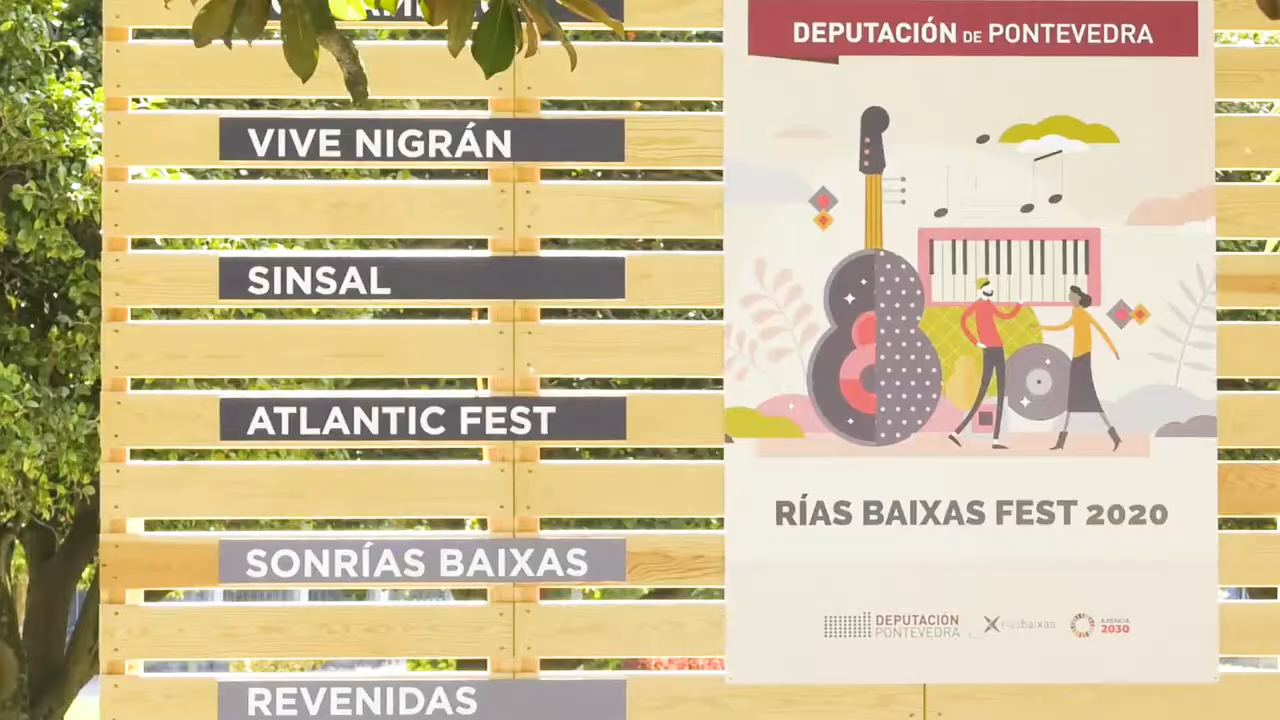 VIVE NIGRÁN
SINSAL
ATLANTIC FEST
SONRÍAS BAIXAS
REVENIDAS
DEPUTACIÓN DE PONTEVEDRA
RÍAS BAIXAS FEST 2020
DEPUTACIÓN
PONTEVEDRA
riasbaixas
AXENDA
2030